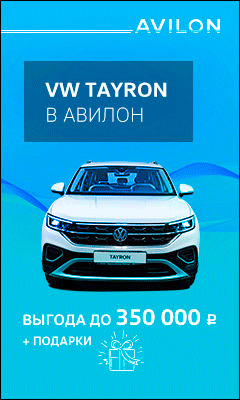 AVILON
VW TAYRON
В АВИЛОН
TAYRON
ВЫГОДА ДО 350 000 ₽
+ ПОДАРКИ